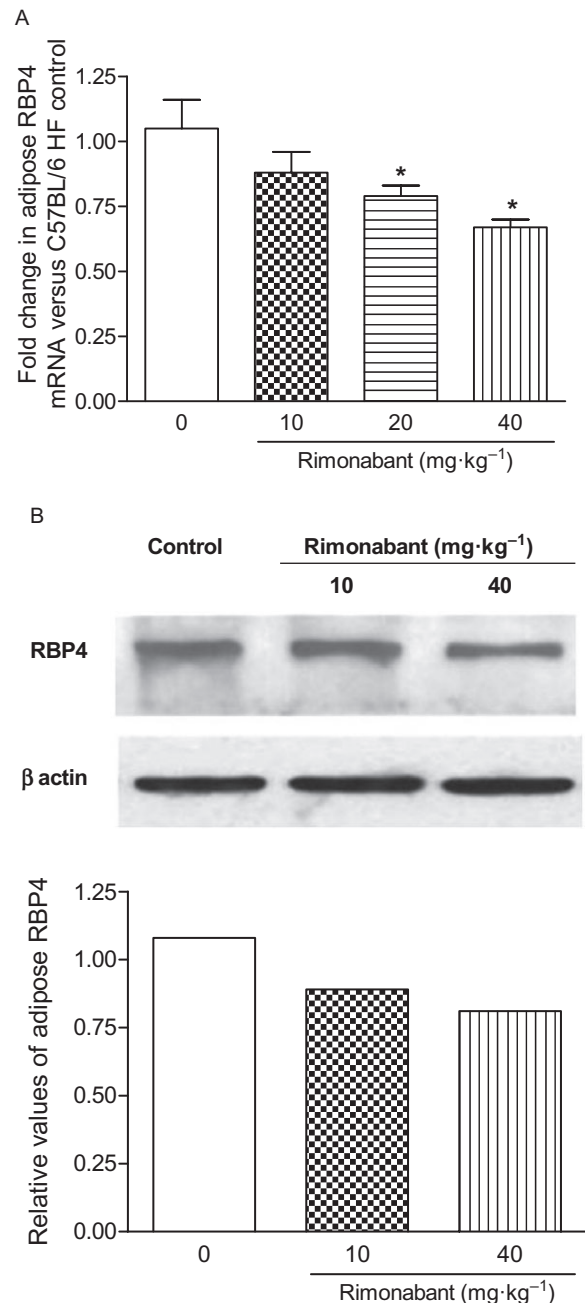 A
Fold change in adipose RBP4
mRNA versus C57BL/6 HF control
1.25
1.00
0.75
0.50
0.25
0.00
*
*
0 10 20 40
Rimonabant (mg·kg⁻¹)
B
Control Rimonabant (mg·kg⁻¹)
10 40
RBP4
β actin
Relative values of adipose RBP4
1.25
1.00
0.75
0.50
0.25
0.00
0 10 40
Rimonabant (mg·kg⁻¹)